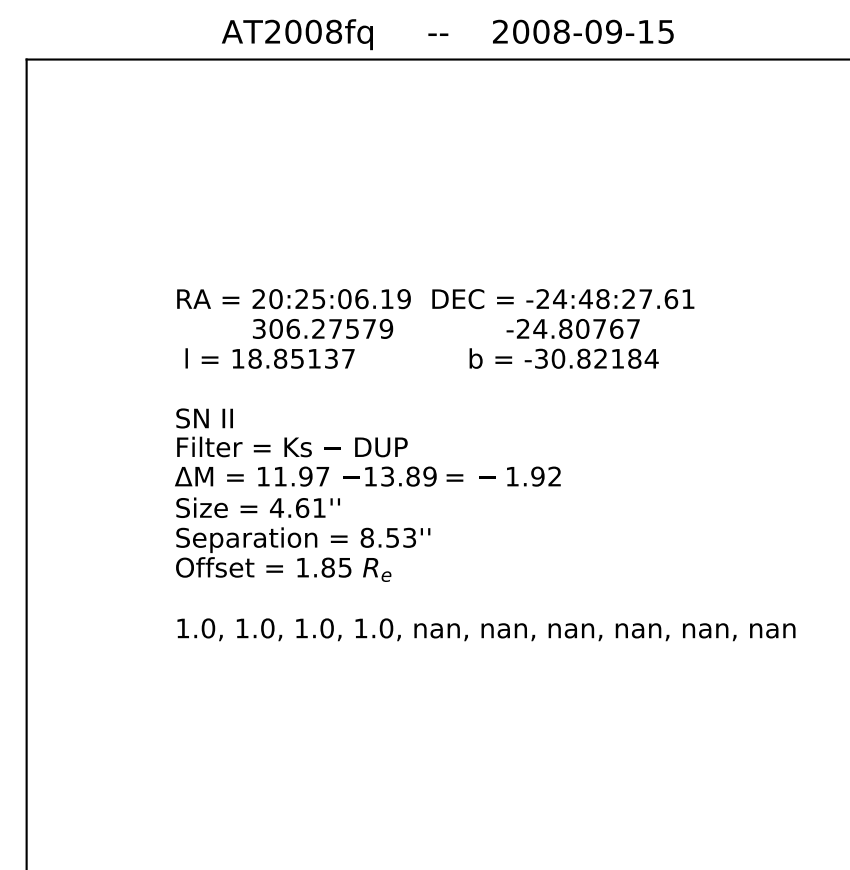 AT2008fq -- 2008-09-15
RA = 20:25:06.19 DEC = -24:48:27.61
306.27579 -24.80767
l = 18.85137 b = -30.82184
SN II
Filter = Ks − DUP
ΔM = 11.97 −13.89 = − 1.92
Size = 4.61''
Separation = 8.53''
Offset = 1.85 Re
1.0, 1.0, 1.0, 1.0, nan, nan, nan, nan, nan, nan